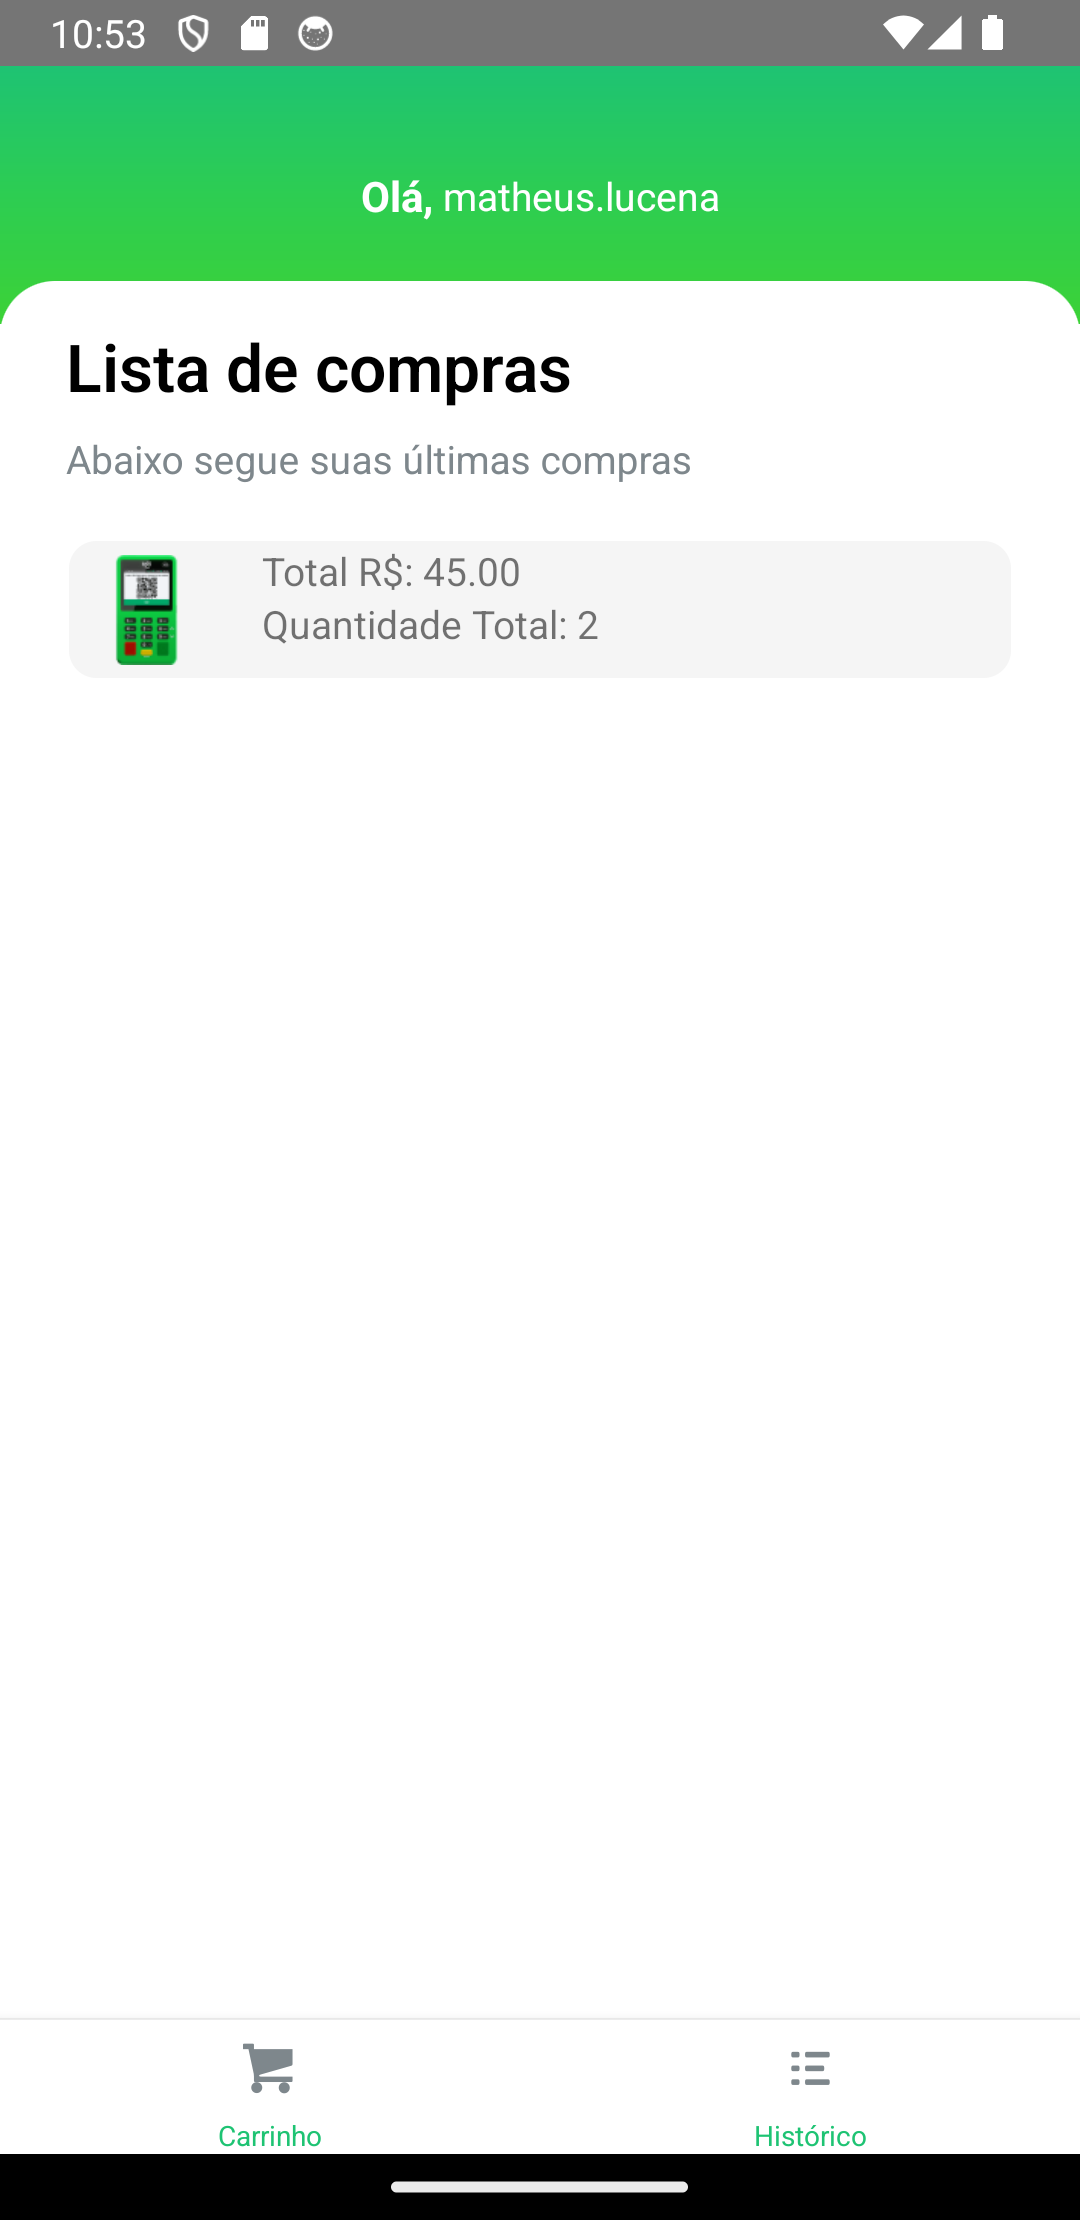 10:53
Olá, matheus.lucena
Lista de compras
Abaixo segue suas últimas compras
Total R$: 45.00
Quantidade Total: 2
Carrinho
Histórico